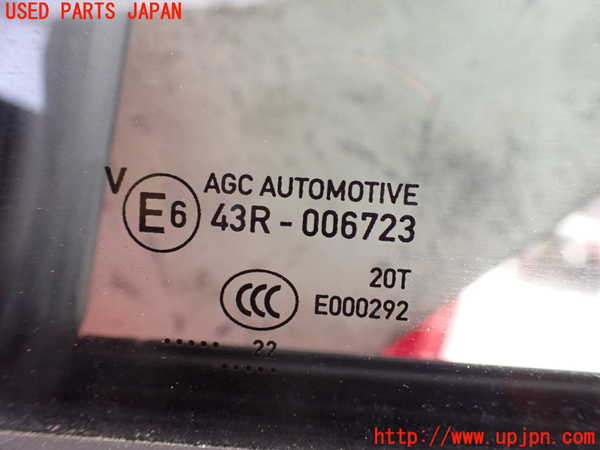 USED PARTS JAPAN
V
AGC AUTOMOTIVE
E6 43R - 006723
20T
CCC E000292
22
http://www.upjpn.com/